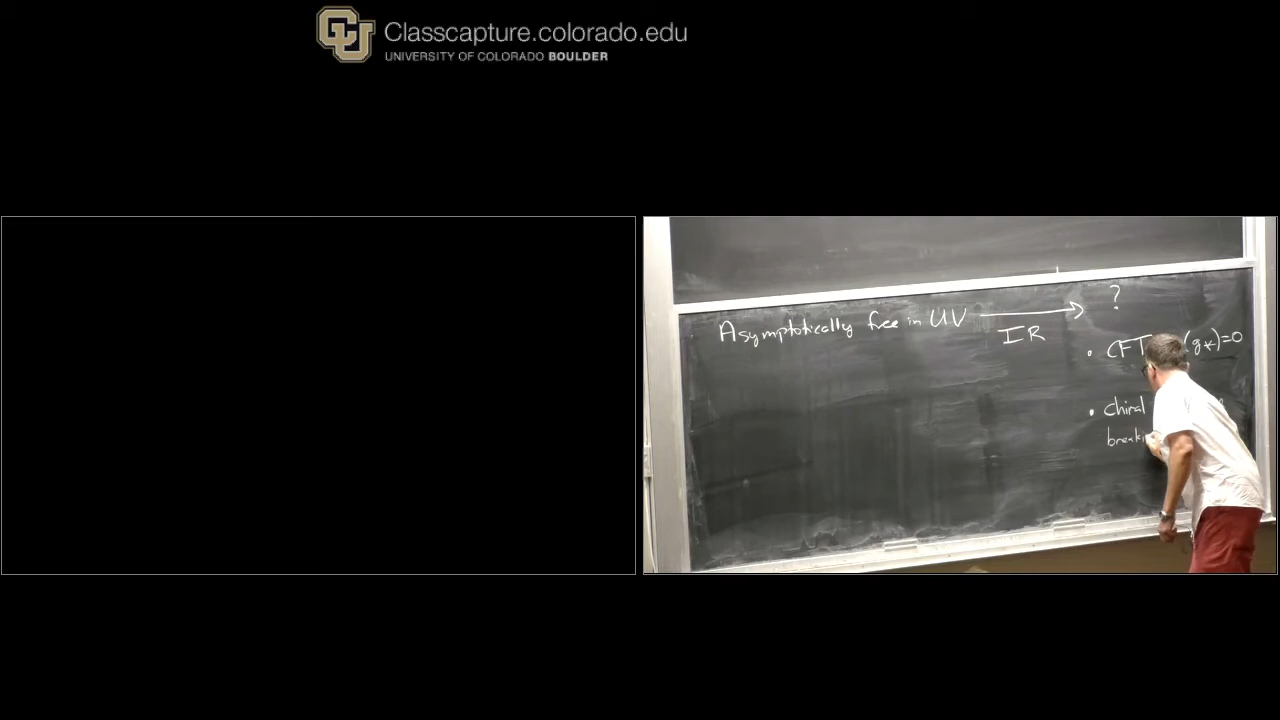 Classcapture.colorado.edu
UNIVERSITY OF COLORADO BOULDER
Asymptotically free in UV
IR
?
• CFT (g*)=0
• Chiral